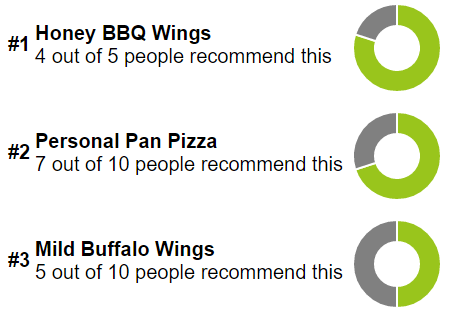 #1 Honey BBQ Wings
4 out of 5 people recommend this
#2 Personal Pan Pizza
7 out of 10 people recommend this
#3 Mild Buffalo Wings
5 out of 10 people recommend this